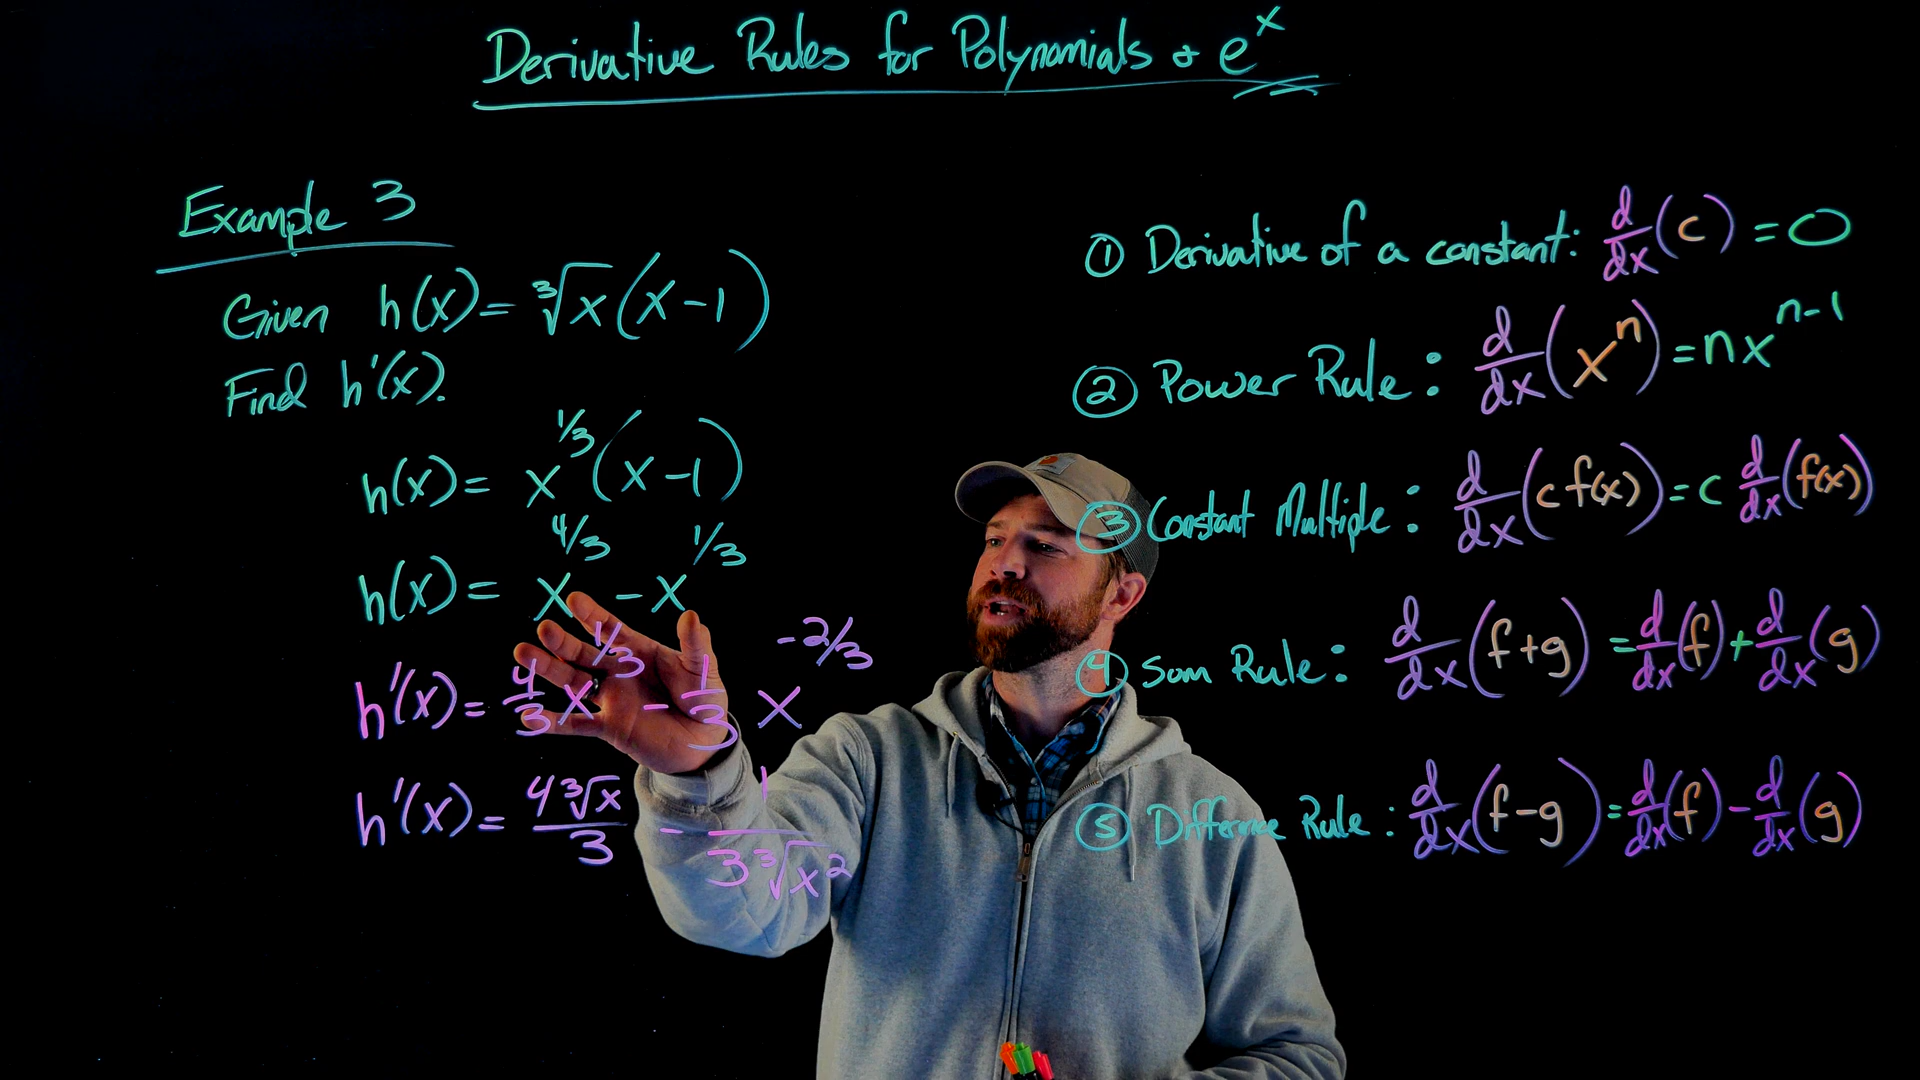 Derivative Rules for Polynomials & eˣ
Example 3
Given h(x) = ∛x (x - 1)
Find h'(x).
h(x) = x^(1/3) (x - 1)
h(x) = x^(4/3) - x^(1/3)
h'(x) = 4/3 x^(1/3) - 1/3 x^(-2/3)
h'(x) = 4∛x / 3 - 1 / 3∛x²
① Derivative of a constant: d/dx (c) = 0
② Power Rule: d/dx (xⁿ) = nxⁿ⁻¹
③ Constant Multiple: d/dx (c f(x)) = c d/dx (f(x))
④ Sum Rule: d/dx (f + g) = d/dx (f) + d/dx (g)
⑤ Difference Rule: d/dx (f - g) = d/dx (f) - d/dx (g)